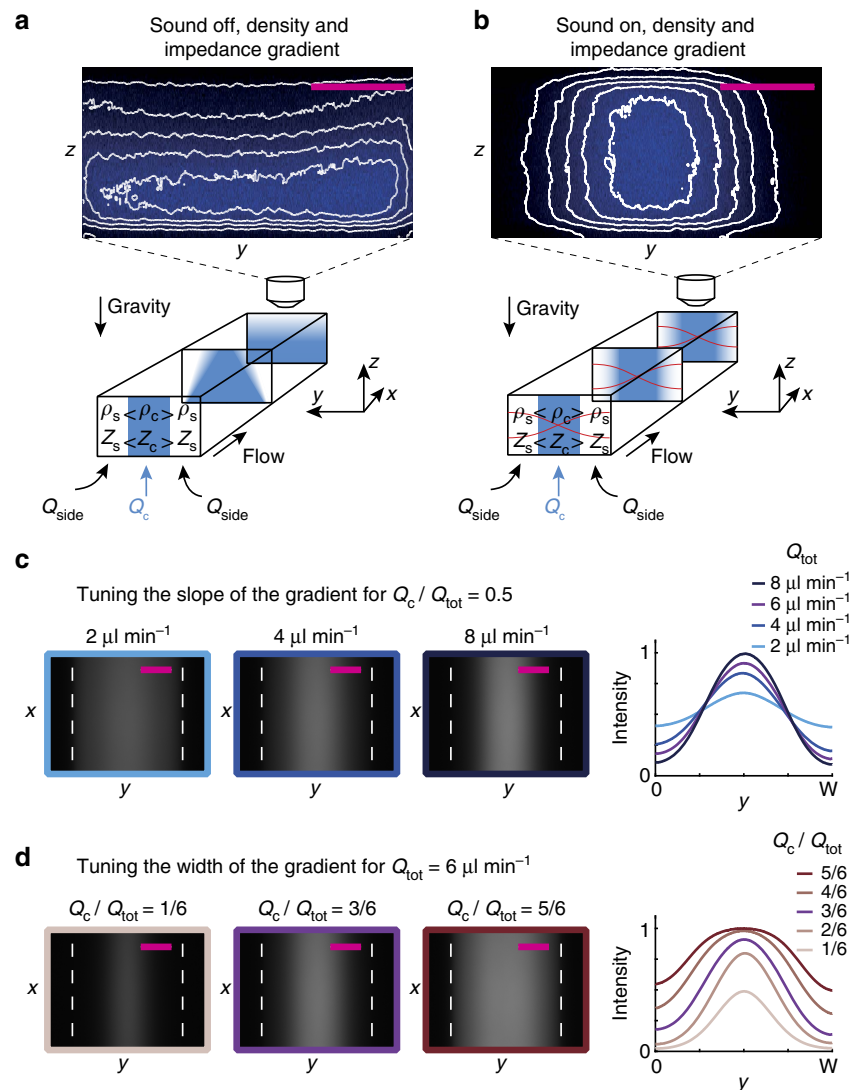 a
Sound off, density and
impedance gradient
z
y
Gravity
z
y
x
ρs < ρc > ρs
Zs < Zc > Zs
Flow
Qside
Qc
Qside
b
Sound on, density and
impedance gradient
z
y
Gravity
z
y
x
ρs < ρc > ρs
Zs < Zc > Zs
Flow
Qside
Qc
Qside
c
Tuning the slope of the gradient for Qc / Qtot = 0.5
2 μl min−1
4 μl min−1
8 μl min−1
x
y
x
y
x
y
Qtot
8 μl min−1
6 μl min−1
4 μl min−1
2 μl min−1
Intensity
1
0
0
y
W
d
Tuning the width of the gradient for Qtot = 6 μl min−1
Qc / Qtot = 1/6
Qc / Qtot = 3/6
Qc / Qtot = 5/6
x
y
x
y
x
y
Qc / Qtot
5/6
4/6
3/6
2/6
1/6
Intensity
1
0
0
y
W